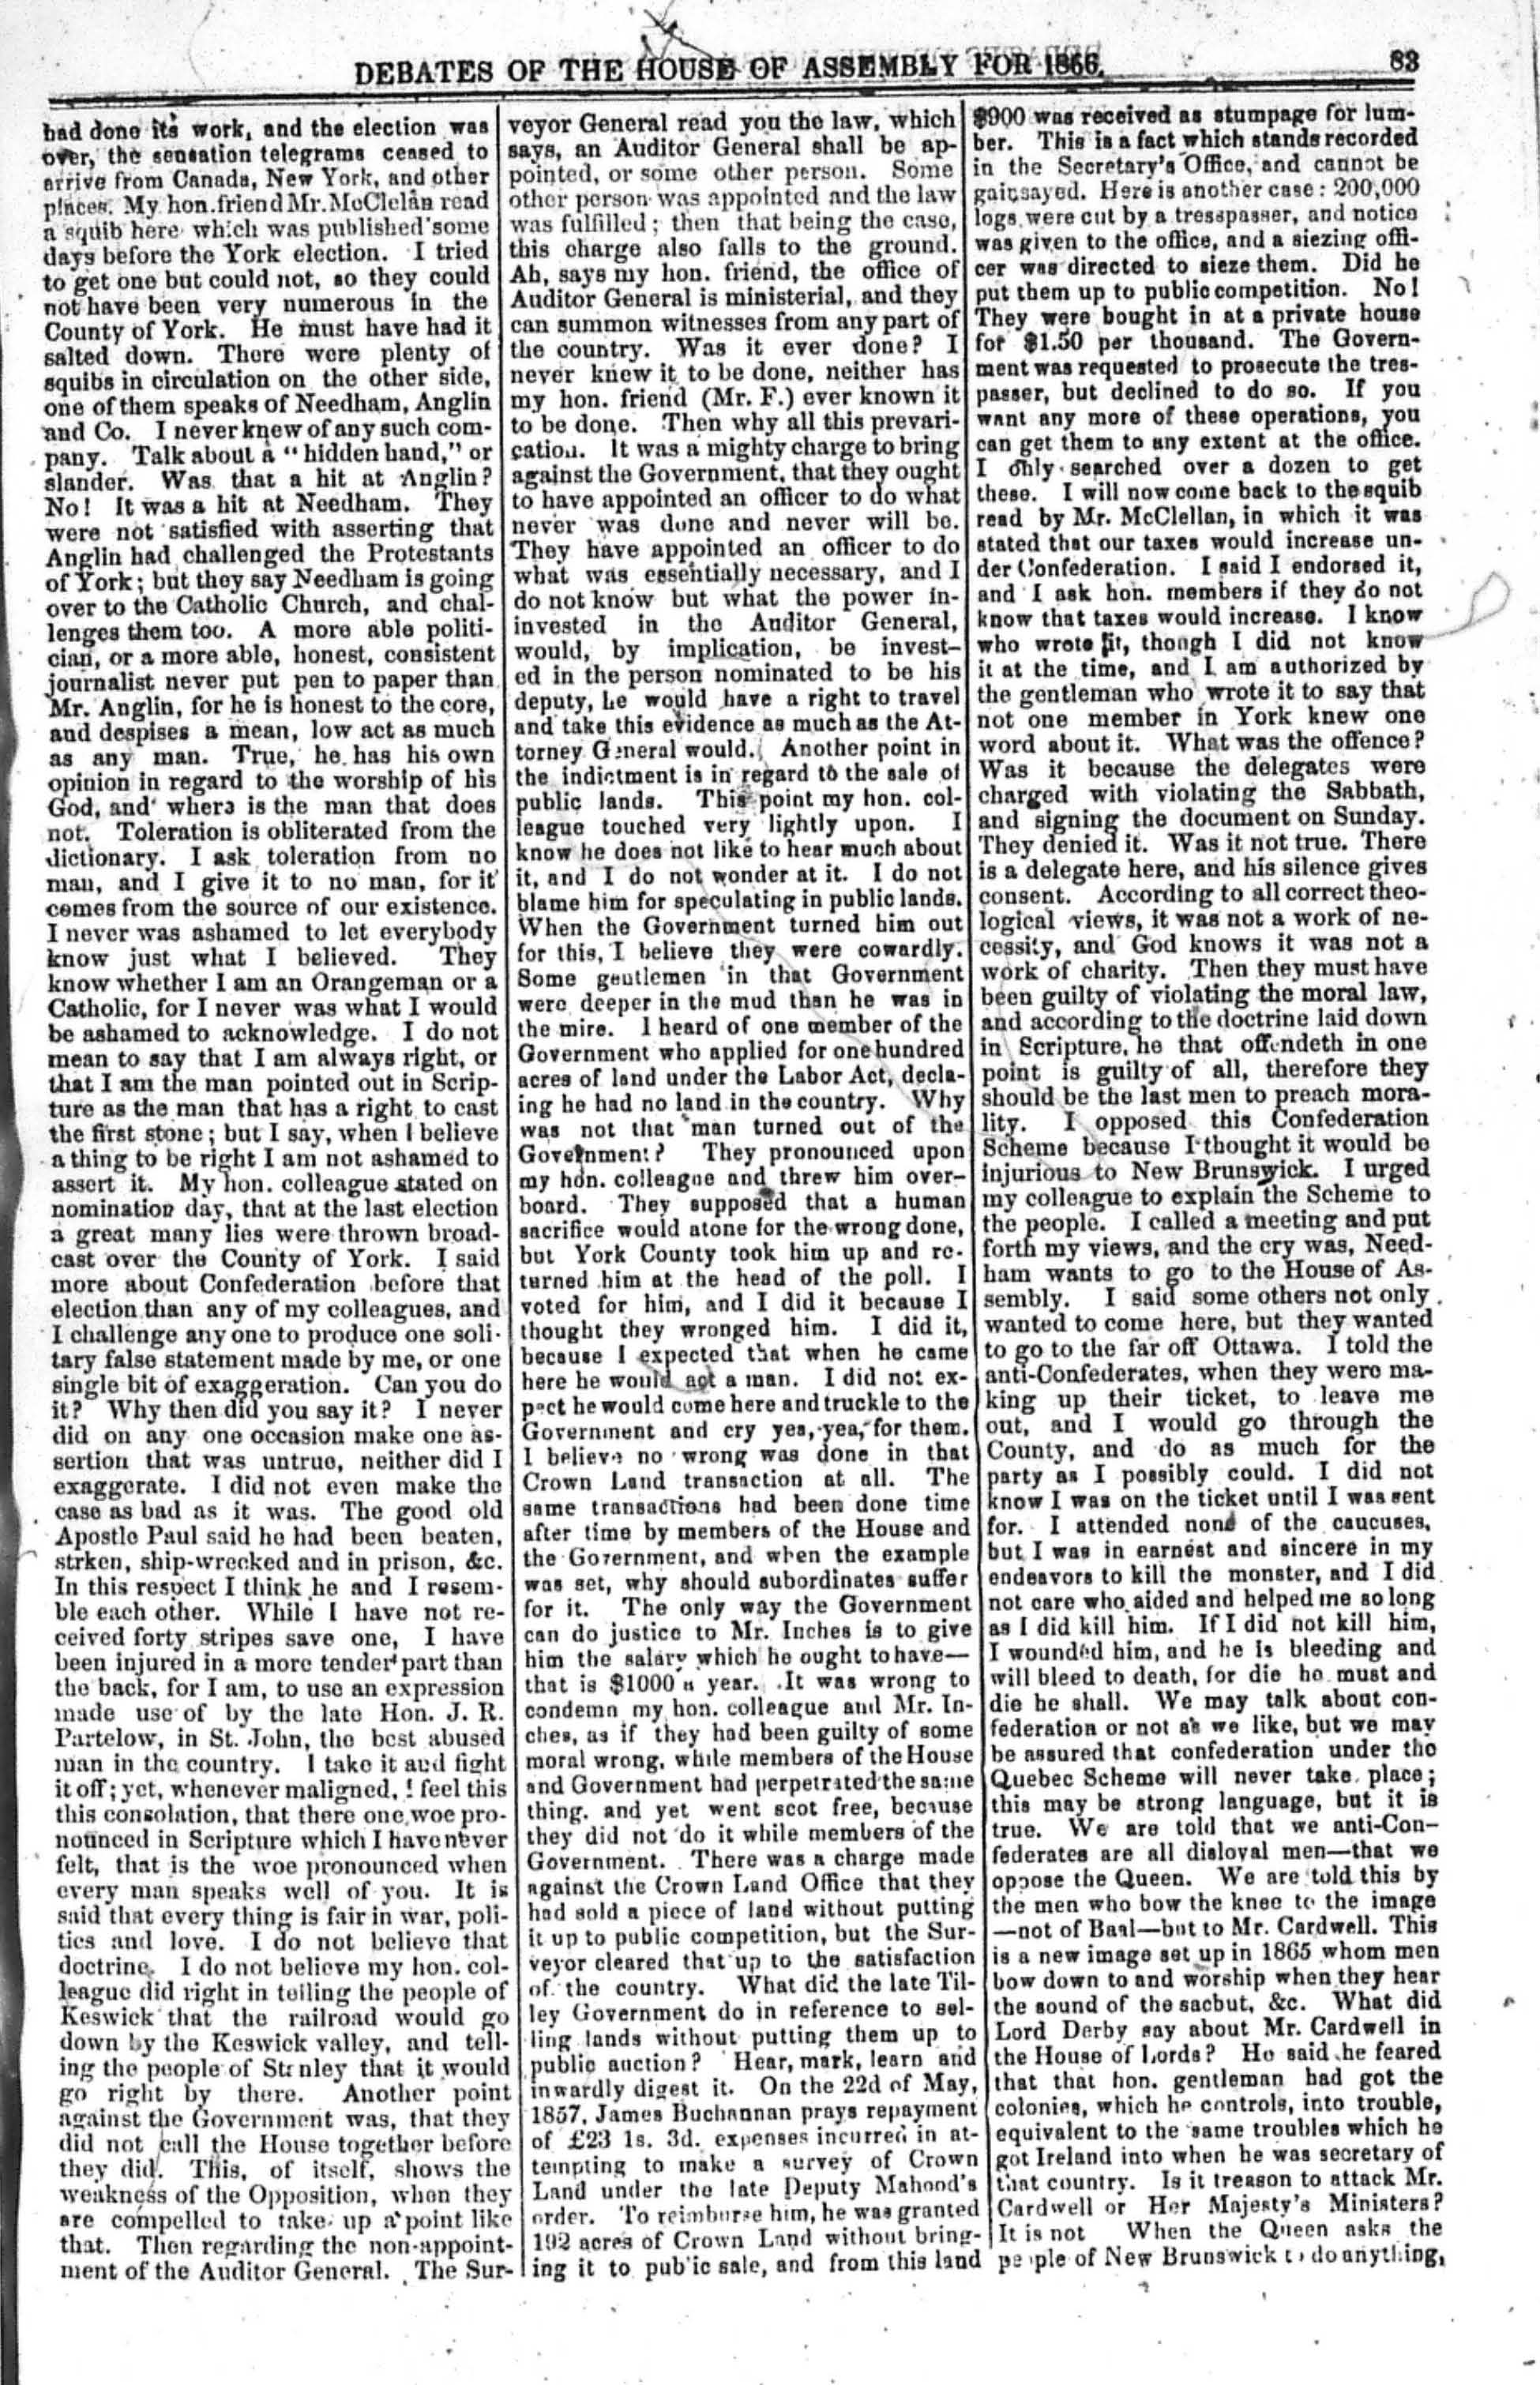 DEBATES OF THE HOUSE OF ASSEMBLY FOR 1866. 83
had done its work, and the election was
over, the sensation telegrams ceased to
arrive from Canada, New York, and other
places. My hon. friend Mr. McClelan read
a squib here which was published some
days before the York election. I tried
to get one but could not, so they could
not have been very numerous in the
County of York. He must have had it
salted down. There were plenty of
squibs in circulation on the other side,
one of them speaks of Needham, Anglin
and Co. I never knew of any such com-
pany. Talk about a "hidden hand," or
slander. Was that a hit at Anglin?
No! It was a hit at Needham. They
were not satisfied with asserting that
Anglin had challenged the Protestants
of York; but they say Needham is going
over to the Catholic Church, and chal-
lenges them too. A more able politi-
cian, or a more able, honest, consistent
journalist never put pen to paper than
Mr. Anglin, for he is honest to the core,
and despises a mean, low act as much
as any man. True, he has his own
opinion in regard to the worship of his
God, and where is the man that does
not. Toleration is obliterated from the
dictionary. I ask toleration from no
man, and I give it to no man, for it
comes from the source of our existence.
I never was ashamed to let everybody
know just what I believed. They
know whether I am an Orangeman or a
Catholic, for I never was what I would
be ashamed to acknowledge. I do not
mean to say that I am always right, or
that I am the man pointed out in Scrip-
ture as the man that has a right to cast
the first stone; but I say, when I believe
a thing to be right I am not ashamed to
assert it. My hon. colleague stated on
nomination day, that at the last election
a great many lies were thrown broad-
cast over the County of York. I said
more about Confederation before that
election than any of my colleagues, and
I challenge any one to produce one soli-
tary false statement made by me, or one
single bit of exaggeration. Can you do
it? Why then did you say it? I never
did on any one occasion make one as-
sertion that was untrue, neither did I
exaggerate. I did not even make the
case as bad as it was. The good old
Apostle Paul said he had been beaten,
strken, ship-wrecked and in prison, &c.
In this respect I think he and I resem-
ble each other. While I have not re-
ceived forty stripes save one, I have
been injured in a more tender part than
the back, for I am, to use an expression
made use of by the late Hon. J. R.
Partelow, in St. John, the best abused
man in the country. I take it and fight
it off; yet, whenever maligned, I feel this
this consolation, that there one woe pro-
nounced in Scripture which I have never
felt, that is the woe pronounced when
every man speaks well of you. It is
said that every thing is fair in war, poli-
tics and love. I do not believe that
doctrine. I do not believe my hon. col-
league did right in telling the people of
Keswick that the railroad would go
down by the Keswick valley, and tell-
ing the people of Stanley that it would
go right by there. Another point
against the Government was, that they
did not call the House together before
they did. This, of itself, shows the
weakness of the Opposition, when they
are compelled to take up a point like
that. Then regarding the non-appoint-
ment of the Auditor General. The Sur-
veyor General read you the law, which
says, an Auditor General shall be ap-
pointed, or some other person. Some
other person was appointed and the law
was fulfilled; then that being the case,
this charge also falls to the ground.
Ah, says my hon. friend, the office of
Auditor General is ministerial, and they
can summon witnesses from any part of
the country. Was it ever done? I
never knew it to be done, neither has
my hon. friend (Mr. F.) ever known it
to be done. Then why all this prevari-
cation. It was a mighty charge to bring
against the Government, that they ought
to have appointed an officer to do what
never was done and never will be.
They have appointed an officer to do
what was essentially necessary, and I
do not know but what the power in-
invested in the Auditor General,
would, by implication, be invest-
ed in the person nominated to be his
deputy, he would have a right to travel
and take this evidence as much as the At-
torney General would. Another point in
the indictment is in regard to the sale of
public lands. This point my hon. col-
league touched very lightly upon. I
know he does not like to hear much about
it, and I do not wonder at it. I do not
blame him for speculating in public lands.
When the Government turned him out
for this, I believe they were cowardly.
Some gentlemen in that Government
were deeper in the mud than he was in
the mire. I heard of one member of the
Government who applied for one hundred
acres of land under the Labor Act, decla-
ing he had no land in the country. Why
was not that man turned out of the
Government? They pronounced upon
my hon. colleague and threw him over-
board. They supposed that a human
sacrifice would atone for the wrong done,
but York County took him up and re-
turned him at the head of the poll. I
voted for him, and I did it because I
thought they wronged him. I did it,
because I expected that when he came
here he would act a man. I did not ex-
pect he would come here and truckle to the
Government and cry yes, yea, for them.
I believe no wrong was done in that
Crown Land transaction at all. The
same transactions had been done time
after time by members of the House and
the Government, and when the example
was set, why should subordinates suffer
for it. The only way the Government
can do justice to Mr. Inches is to give
him the salary which he ought to have—
that is $1000 a year. It was wrong to
condemn my hon. colleague and Mr. In-
ches, as if they had been guilty of some
moral wrong, while members of the House
and Government had perpetrated the same
thing. and yet went scot free, because
they did not do it while members of the
Government. There was a charge made
against the Crown Land Office that they
had sold a piece of land without putting
it up to public competition, but the Sur-
veyor cleared that up to the satisfaction
of the country. What did the late Til-
ley Government do in reference to sel-
ling lands without putting them up to
public auction? Hear, mark, learn and
inwardly digest it. On the 22d of May,
1857, James Buchannan prays repayment
of £23 1s. 3d. expenses incurred in at-
tempting to make a survey of Crown
Land under the late Deputy Mahood's
order. To reimburse him, he was granted
192 acres of Crown Land without bring-
ing it to public sale, and from this land
$900 was received as stumpage for lum-
ber. This is a fact which stands recorded
in the Secretary's Office, and cannot be
gainsayed. Here is another case: 200,000
logs were cut by a tresspasser, and notice
was given to the office, and a siezing offi-
cer was directed to sieze them. Did he
put them up to public competition. No!
They were bought in at a private house
for $1.50 per thousand. The Govern-
ment was requested to prosecute the tres-
passer, but declined to do so. If you
want any more of these operations, you
can get them to any extent at the office.
I only searched over a dozen to get
these. I will now come back to the squib
read by Mr. McClellan, in which it was
stated that our taxes would increase un-
der Confederation. I said I endorsed it,
and I ask hon. members if they do not
know that taxes would increase. I know
who wrote it, though I did not know
it at the time, and I am authorized by
the gentleman who wrote it to say that
not one member in York knew one
word about it. What was the offence?
Was it because the delegates were
charged with violating the Sabbath,
and signing the document on Sunday.
They denied it. Was it not true. There
is a delegate here, and his silence gives
consent. According to all correct theo-
logical views, it was not a work of ne-
cessity, and God knows it was not a
work of charity. Then they must have
been guilty of violating the moral law,
and according to the doctrine laid down
in Scripture, he that offendeth in one
point is guilty of all, therefore they
should be the last men to preach mora-
lity. I opposed this Confederation
Scheme because I thought it would be
injurious to New Brunswick. I urged
my colleague to explain the Scheme to
the people. I called a meeting and put
forth my views, and the cry was, Need-
ham wants to go to the House of As-
sembly. I said some others not only
wanted to come here, but they wanted
to go to the far off Ottawa. I told the
anti-Confederates, when they were ma-
king up their ticket, to leave me
out, and I would go through the
County, and do as much for the
party as I possibly could. I did not
know I was on the ticket until I was sent
for. I attended none of the caucuses,
but I was in earnest and sincere in my
endeavors to kill the monster, and I did
not care who aided and helped me so long
as I did kill him. If I did not kill him,
I wounded him, and he is bleeding and
will bleed to death, for die he must and
die he shall. We may talk about con-
federation or not as we like, but we may
be assured that confederation under the
Quebec Scheme will never take place;
this may be strong language, but it is
true. We are told that we anti-Con-
federates are all disloyal men—that we
oppose the Queen. We are told this by
the men who bow the knee to the image
—not of Baal—but to Mr. Cardwell. This
is a new image set up in 1865 whom men
bow down to and worship when they hear
the sound of the sacbut, &c. What did
Lord Derby say about Mr. Cardwell in
the House of Lords? He said he feared
that that hon. gentleman had got the
colonies, which he controls, into trouble,
equivalent to the same troubles which he
got Ireland into when he was secretary of
that country. Is it treason to attack Mr.
Cardwell or Her Majesty's Ministers?
It is not When the Queen asks the
people of New Brunswick to do anything,